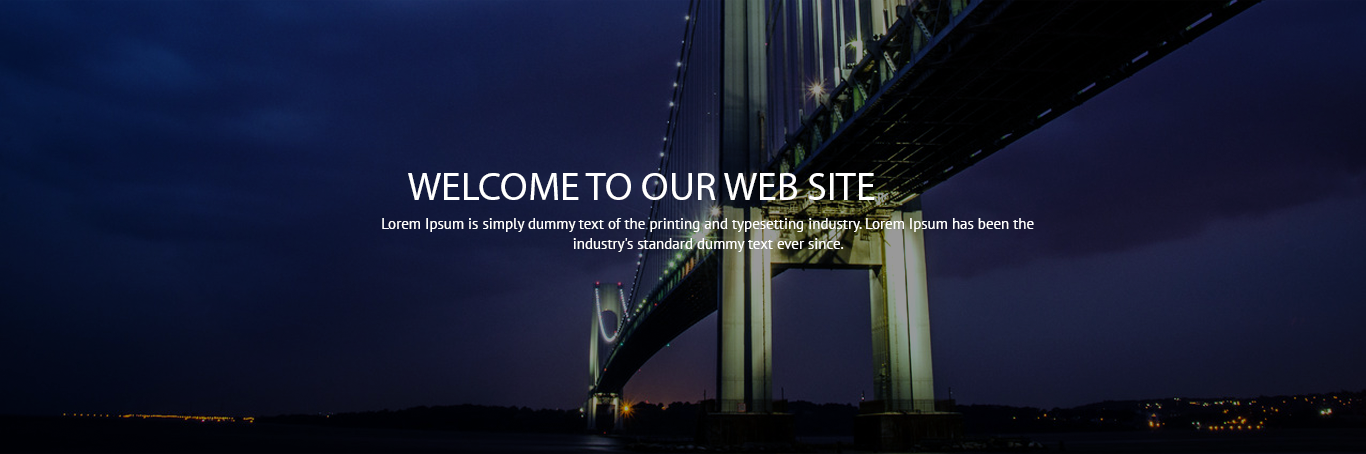 WELCOME TO OUR WEB SITE
Lorem Ipsum is simply dummy text of the printing and typesetting industry. Lorem Ipsum has been the
industry's standard dummy text ever since.